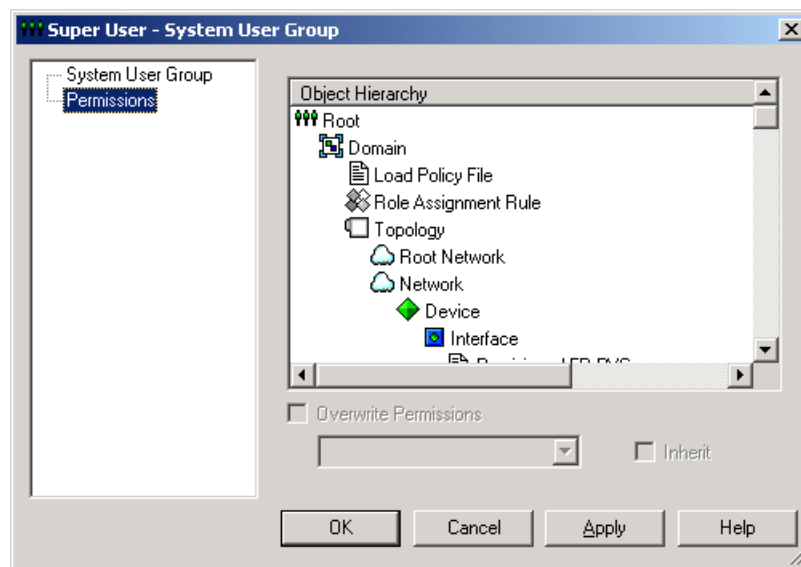 Super User - System User Group
System User Group
Permissions
Object Hierarchy
Root
Domain
Load Policy File
Role Assignment Rule
Topology
Root Network
Network
Device
Interface
Overwrite Permissions
Inherit
OK
Cancel
Apply
Help